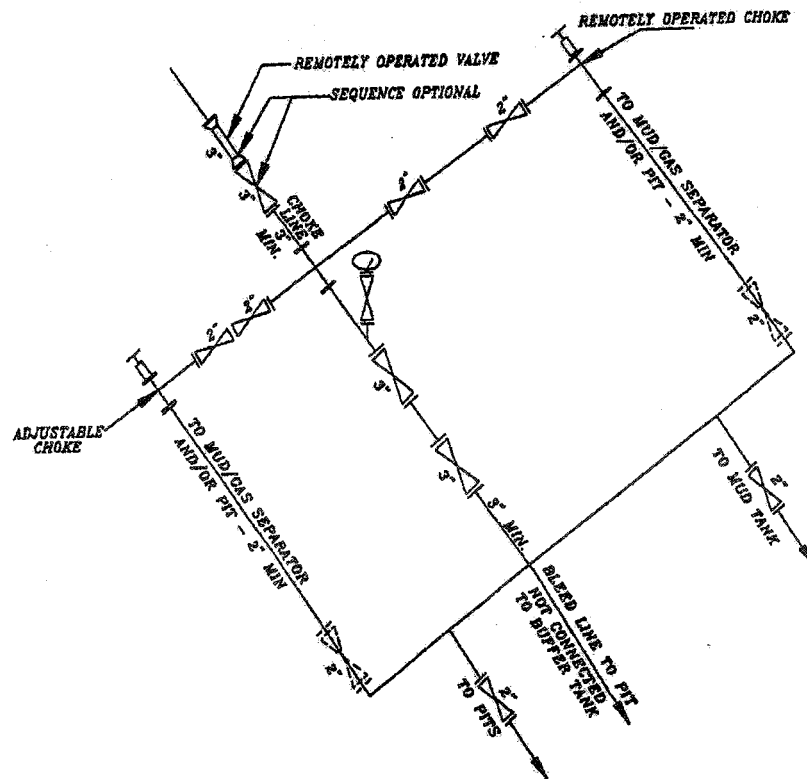 REMOTELY OPERATED CHOKE
REMOTELY OPERATED VALVE
SEQUENCE OPTIONAL
3"
3"
CHOKE
LINE
3"
MIN.
2"
2"
TO MUD/GAS SEPARATOR
AND/OR PIT - 2" MIN
2"
2"
2"
3"
ADJUSTABLE
CHOKE
TO MUD/GAS SEPARATOR
AND/OR PIT - 2" MIN
3"
3" MIN.
2"
TO MUD TANK
BLEED LINE TO PIT
NOT CONNECTED
TO BUFFER TANK
2"
2"
TO PITS